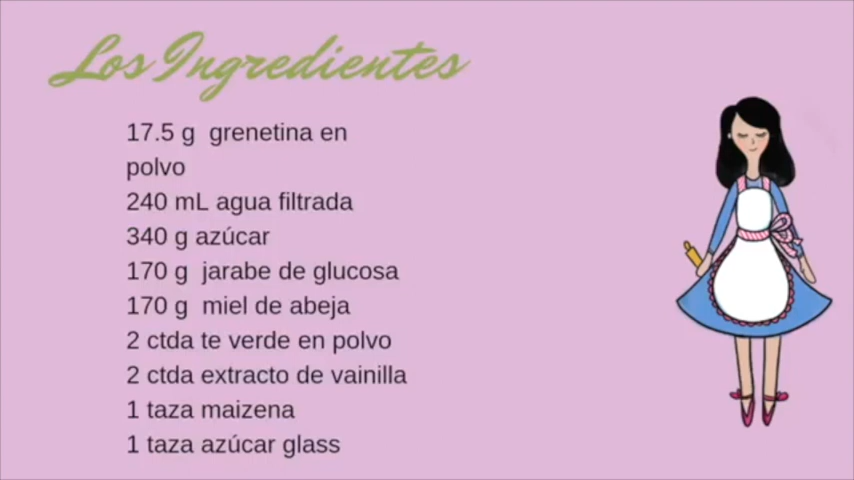 Los Ingredientes
17.5 g grenetina en
polvo
240 mL agua filtrada
340 g azúcar
170 g jarabe de glucosa
170 g miel de abeja
2 ctda te verde en polvo
2 ctda extracto de vainilla
1 taza maizena
1 taza azúcar glass